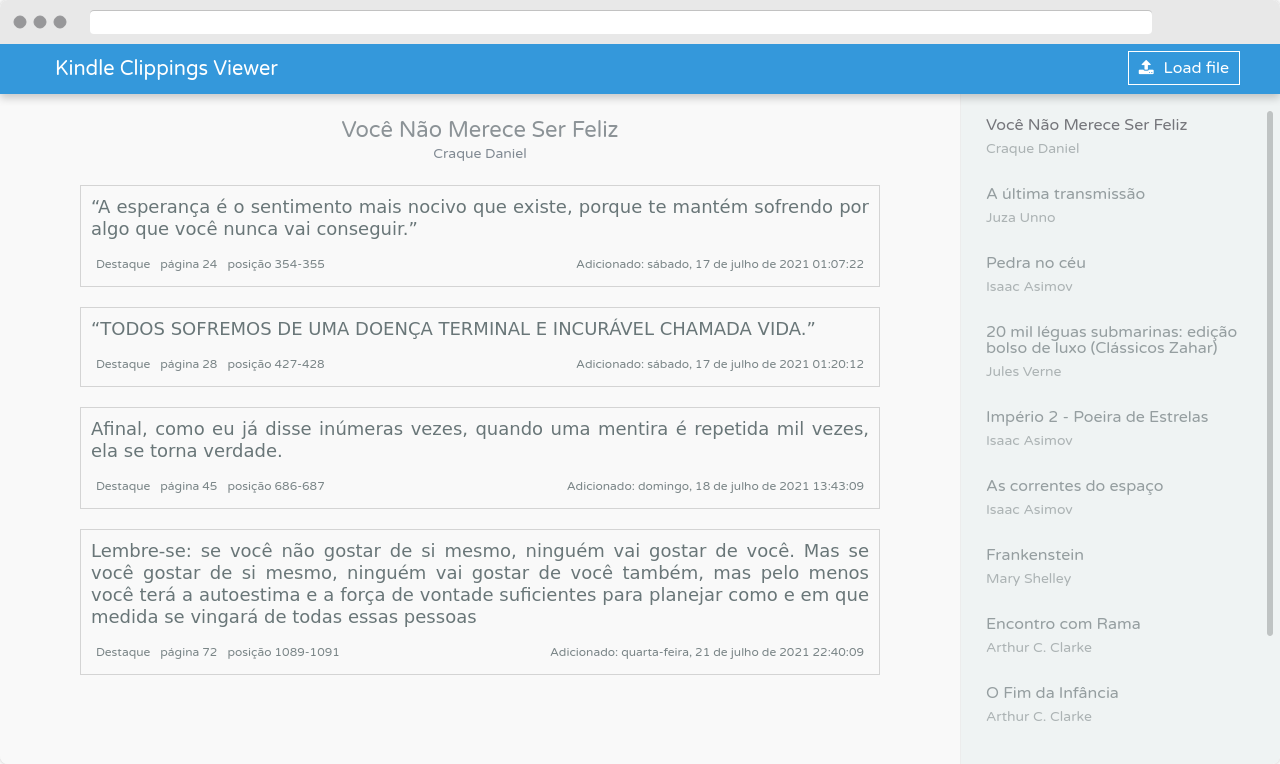 Kindle Clippings Viewer
Load file
Você Não Merece Ser Feliz
Craque Daniel
“A esperança é o sentimento mais nocivo que existe, porque te mantém sofrendo por
algo que você nunca vai conseguir.”
Destaque página 24 posição 354-355 Adicionado: sábado, 17 de julho de 2021 01:07:22
“TODOS SOFREMOS DE UMA DOENÇA TERMINAL E INCURÁVEL CHAMADA VIDA.”
Destaque página 28 posição 427-428 Adicionado: sábado, 17 de julho de 2021 01:20:12
Afinal, como eu já disse inúmeras vezes, quando uma mentira é repetida mil vezes,
ela se torna verdade.
Destaque página 45 posição 686-687 Adicionado: domingo, 18 de julho de 2021 13:43:09
Lembre-se: se você não gostar de si mesmo, ninguém vai gostar de você. Mas se
você gostar de si mesmo, ninguém vai gostar de você também, mas pelo menos
você terá a autoestima e a força de vontade suficientes para planejar como e em que
medida se vingará de todas essas pessoas
Destaque página 72 posição 1089-1091 Adicionado: quarta-feira, 21 de julho de 2021 22:40:09
Você Não Merece Ser Feliz
Craque Daniel
A última transmissão
Juza Unno
Pedra no céu
Isaac Asimov
20 mil léguas submarinas: edição
bolso de luxo (Clássicos Zahar)
Jules Verne
Império 2 - Poeira de Estrelas
Isaac Asimov
As correntes do espaço
Isaac Asimov
Frankenstein
Mary Shelley
Encontro com Rama
Arthur C. Clarke
O Fim da Infância
Arthur C. Clarke